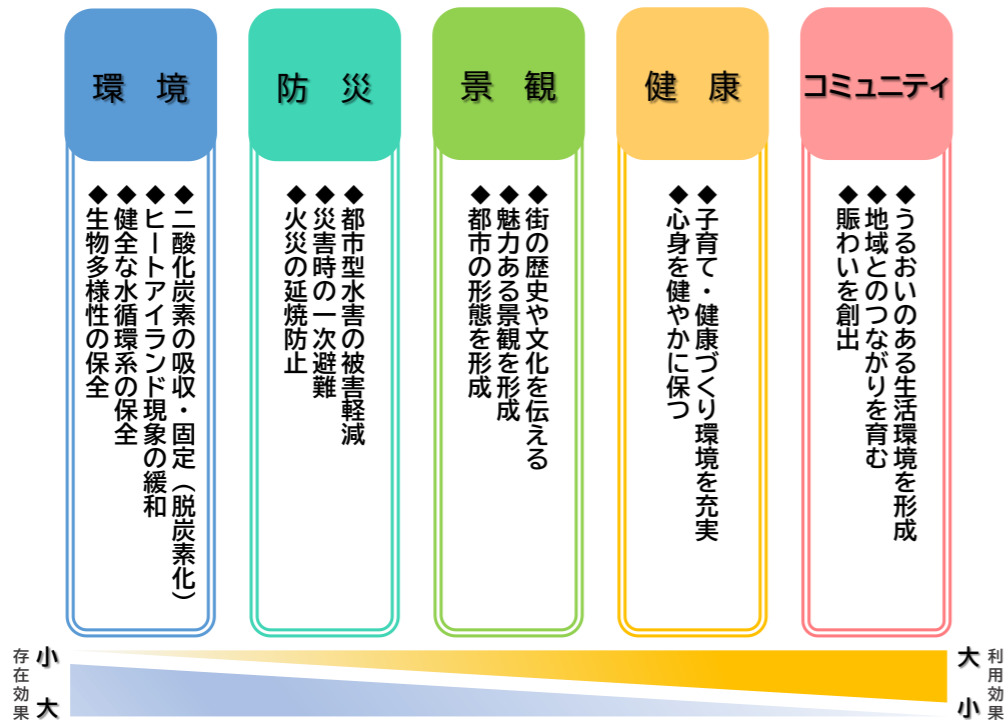 環　境
◆二酸化炭素の吸収・固定（脱炭素化）
◆ヒートアイランド現象の緩和
◆健全な水循環系の保全
◆生物多様性の保全
防　災
◆都市型水害の被害軽減
◆災害時の一次避難
◆火災の延焼防止
景　観
◆街の歴史や文化を伝える
◆魅力ある景観を形成
◆都市の形態を形成
健　康
◆子育て・健康づくり環境を充実
◆心身を健やかに保つ
コミュニティ
◆うるおいのある生活環境を形成
◆地域とのつながりを育む
◆賑わいを創出
存在効果
小
大
大
小
利用効果